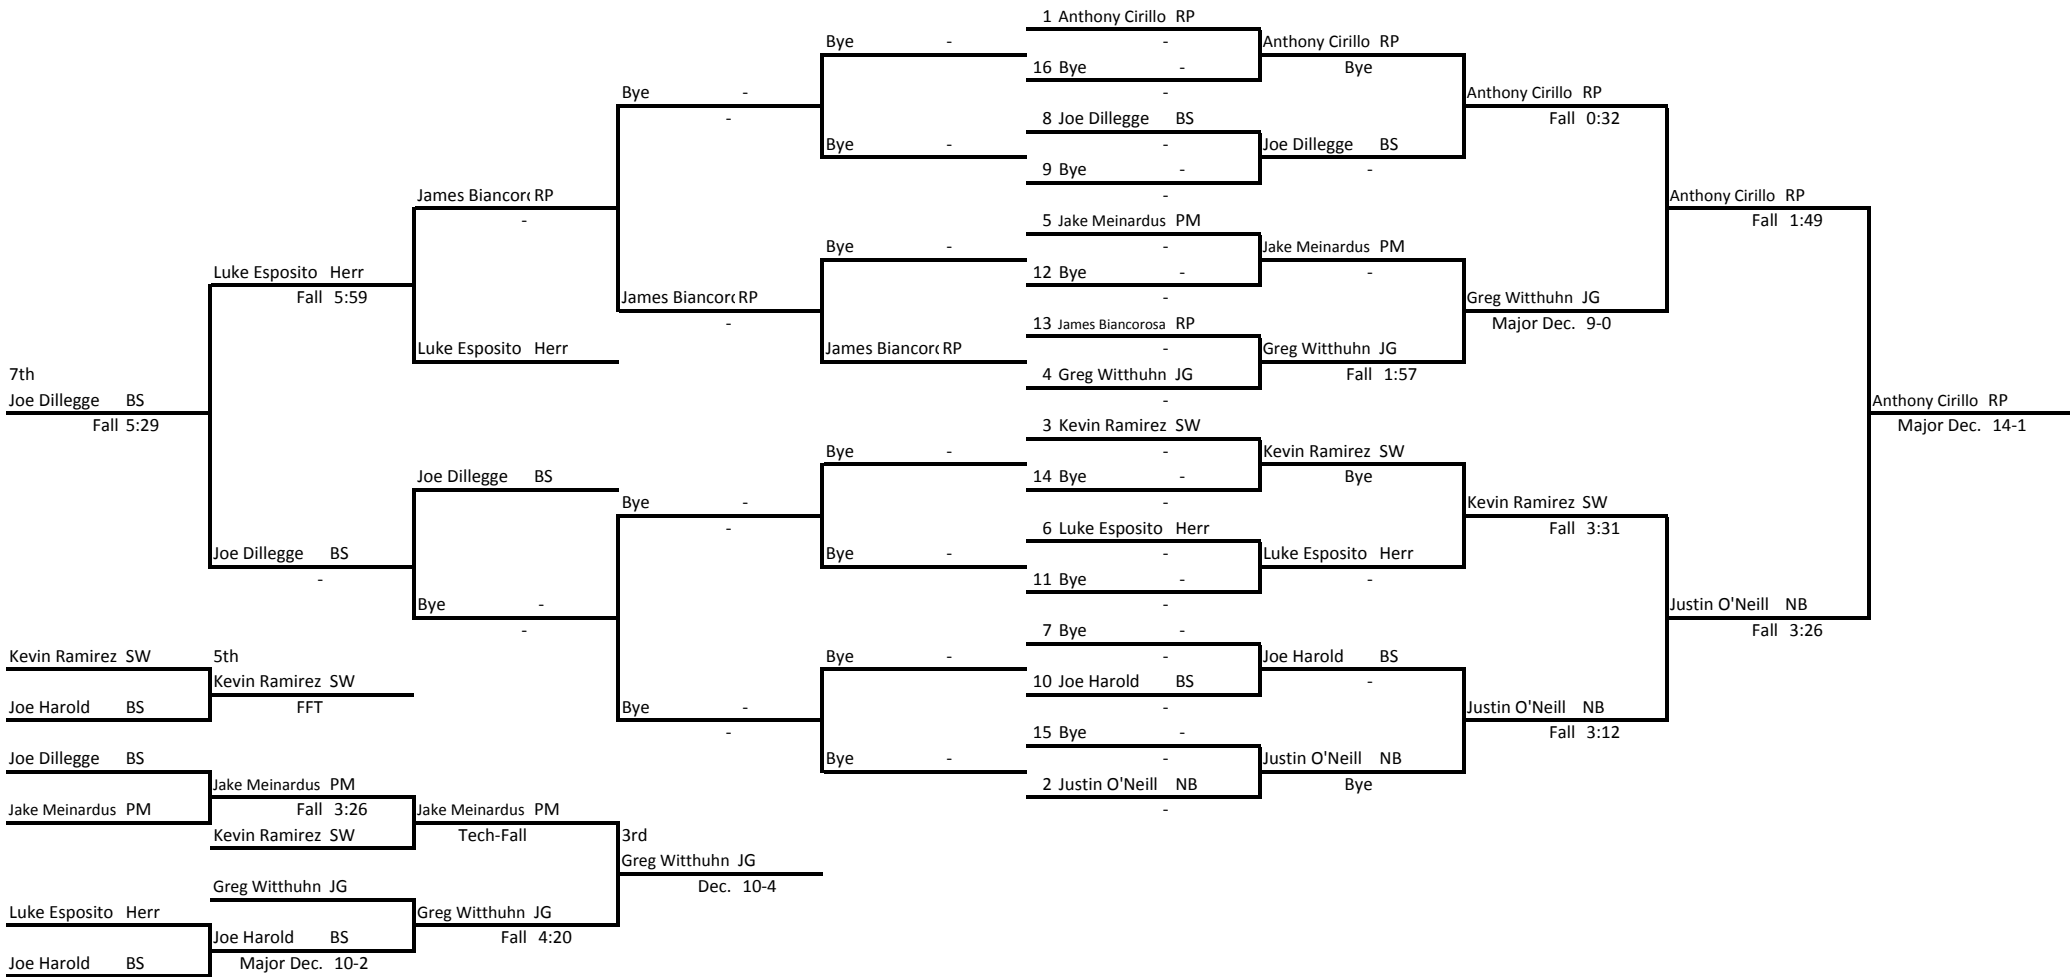 1 Anthony Cirillo RP
Bye - - Anthony Cirillo RP
16 Bye - Bye
Bye - - Anthony Cirillo RP
- 8 Joe Dillegge BS Fall 0:32
Bye - - Joe Dillegge BS
9 Bye - -
James Biancorc RP - Anthony Cirillo RP
- 5 Jake Meinardus PM Fall 1:49
Bye - - Jake Meinardus PM
Luke Esposito Herr 12 Bye - -
Fall 5:59 James Biancorc RP - Greg Witthuhn JG
- 13 James Biancorosa RP Major Dec. 9-0
Luke Esposito Herr James Biancorc RP - Greg Witthuhn JG
7th 4 Greg Witthuhn JG Fall 1:57
Joe Dillegge BS - Anthony Cirillo RP
Fall 5:29 3 Kevin Ramirez SW Major Dec. 14-1
Bye - - Kevin Ramirez SW
Joe Dillegge BS 14 Bye - Bye
Bye - - Kevin Ramirez SW
- 6 Luke Esposito Herr Fall 3:31
Joe Dillegge BS Bye - - Luke Esposito Herr
- 11 Bye - -
Bye - - Justin O'Neill NB
- 7 Bye - Fall 3:26
Kevin Ramirez SW 5th Bye - - Joe Harold BS
Kevin Ramirez SW 10 Joe Harold BS -
Joe Harold BS FFT Bye - - Justin O'Neill NB
- 15 Bye - Fall 3:12
Joe Dillegge BS Bye - - Justin O'Neill NB
Jake Meinardus PM 2 Justin O'Neill NB Bye
Jake Meinardus PM Fall 3:26 Jake Meinardus PM -
Kevin Ramirez SW Tech-Fall 3rd
Greg Witthuhn JG
Greg Witthuhn JG Dec. 10-4
Luke Esposito Herr Greg Witthuhn JG
Joe Harold BS Fall 4:20
Joe Harold BS Major Dec. 10-2